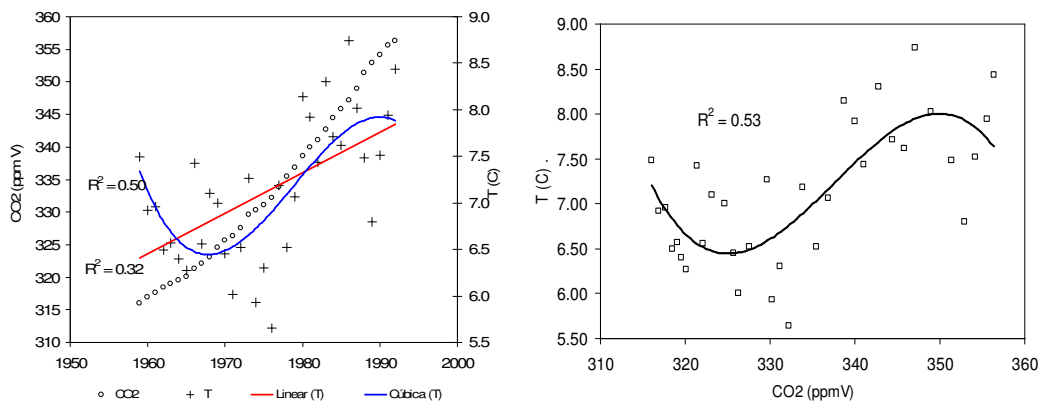 360
355
350
345
340
335
330
325
320
315
310
CO2 (ppm V)
9.0
8.5
8.0
7.5
7.0
6.5
6.0
5.5
T (C)
R² = 0.50
R² = 0.32
1950 1960 1970 1980 1990 2000
CO2 T Linear (T) Cúbica (T)
9.00
8.50
8.00
7.50
7.00
6.50
6.00
5.50
T (C) .
R² = 0.53
310 320 330 340 350 360
CO2 (ppmV)